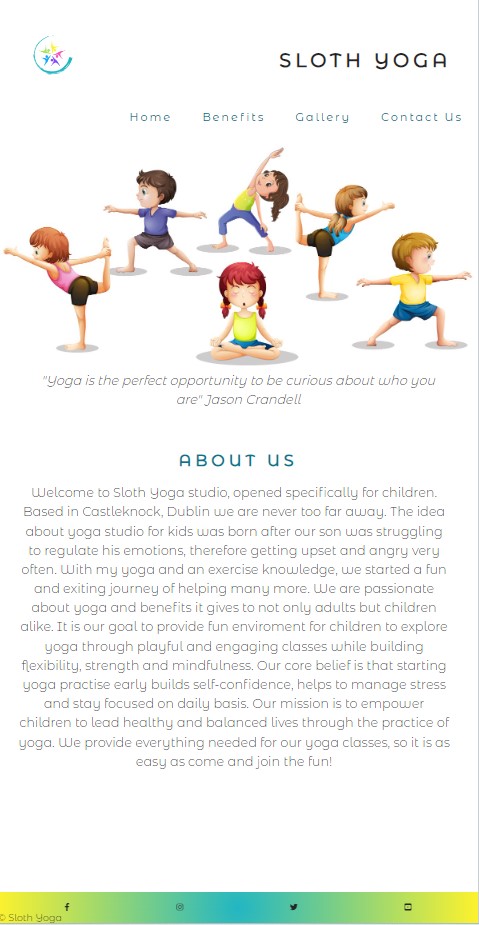 SLOTH YOGA
Home Benefits Gallery Contact Us
"Yoga is the perfect opportunity to be curious about who you
are" Jason Crandell
ABOUT US
Welcome to Sloth Yoga studio, opened specifically for children.
Based in Castleknock, Dublin we are never too far away. The idea
about yoga studio for kids was born after our son was struggling
to regulate his emotions, therefore getting upset and angry very
often. With my yoga and an exercise knowledge, we started a fun
and exiting journey of helping many more. We are passionate
about yoga and benefits it gives to not only adults but children
alike. It is our goal to provide fun enviroment for children to explore
yoga through playful and engaging classes while building
flexibility, strength and mindfulness. Our core belief is that starting
yoga practise early builds self-confidence, helps to manage stress
and stay focused on daily basis. Our mission is to empower
children to lead healthy and balanced lives through the practice of
yoga. We provide everything needed for our yoga classes, so it is as
easy as come and join the fun!
© Sloth Yoga